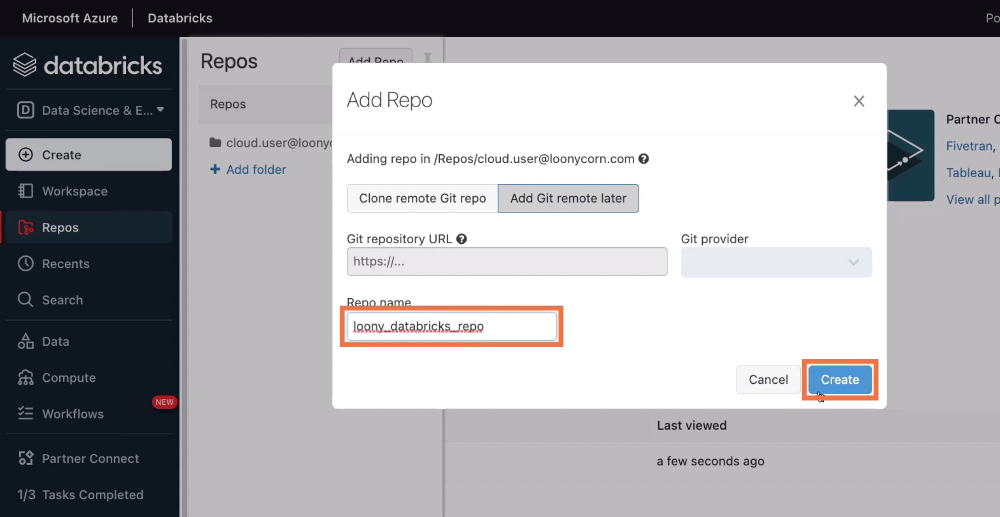 Microsoft Azure | Databricks
Po
databricks
D Data Science & E...
Create
Workspace
Repos
Recents
Search
Data
Compute
NEW
Workflows
Partner Connect
1/3 Tasks Completed
Repos
Add Repo
Repos
cloud.user@loony
+ Add folder
Add Repo
Adding repo in /Repos/cloud.user@loonycorn.com
Clone remote Git repo
Add Git remote later
Git repository URL
Git provider
https://...
Repo name
loony_databricks_repo
Cancel
Create
Partner
Fivetran,
Tableau,
View all
Last viewed
a few seconds ago